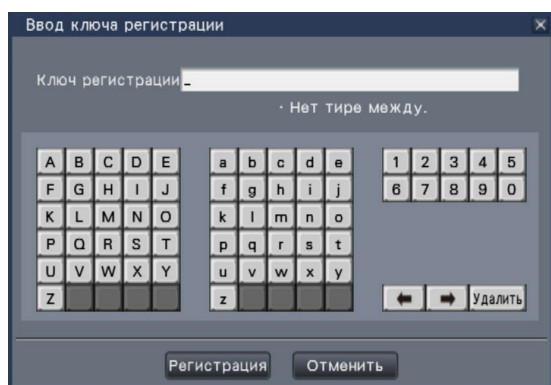 Ввод ключа регистрации
Ключ регистрации
· Нет тире между.
A B C D E a b c d e 1 2 3 4 5
F G H I J f g h i j 6 7 8 9 0
K L M N O k l m n o
P Q R S T p q r s t
U V W X Y u v w x y
Z z ← → Удалить
Регистрация Отменить